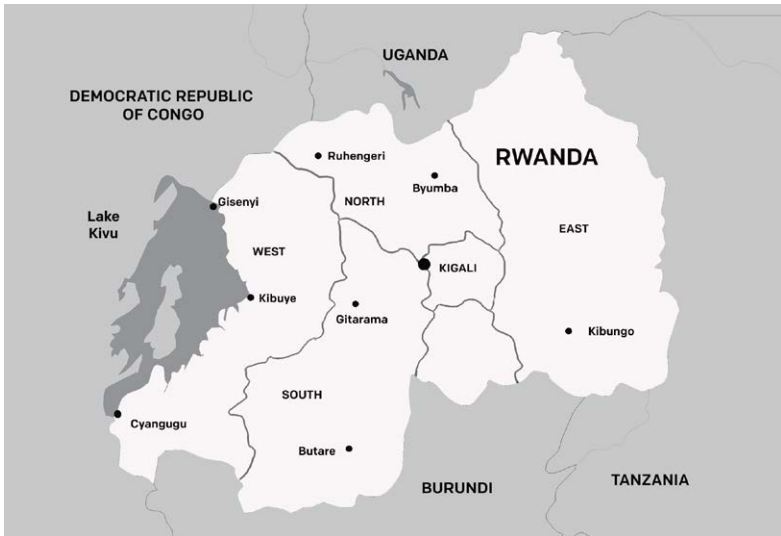 UGANDA
DEMOCRATIC REPUBLIC
OF CONGO
RWANDA
Ruhengeri
Byumba
NORTH
Gisenyi
Lake
Kivu
EAST
WEST
KIGALI
Kibuye
Gitarama
Kibungo
SOUTH
Cyangugu
Butare
BURUNDI
TANZANIA